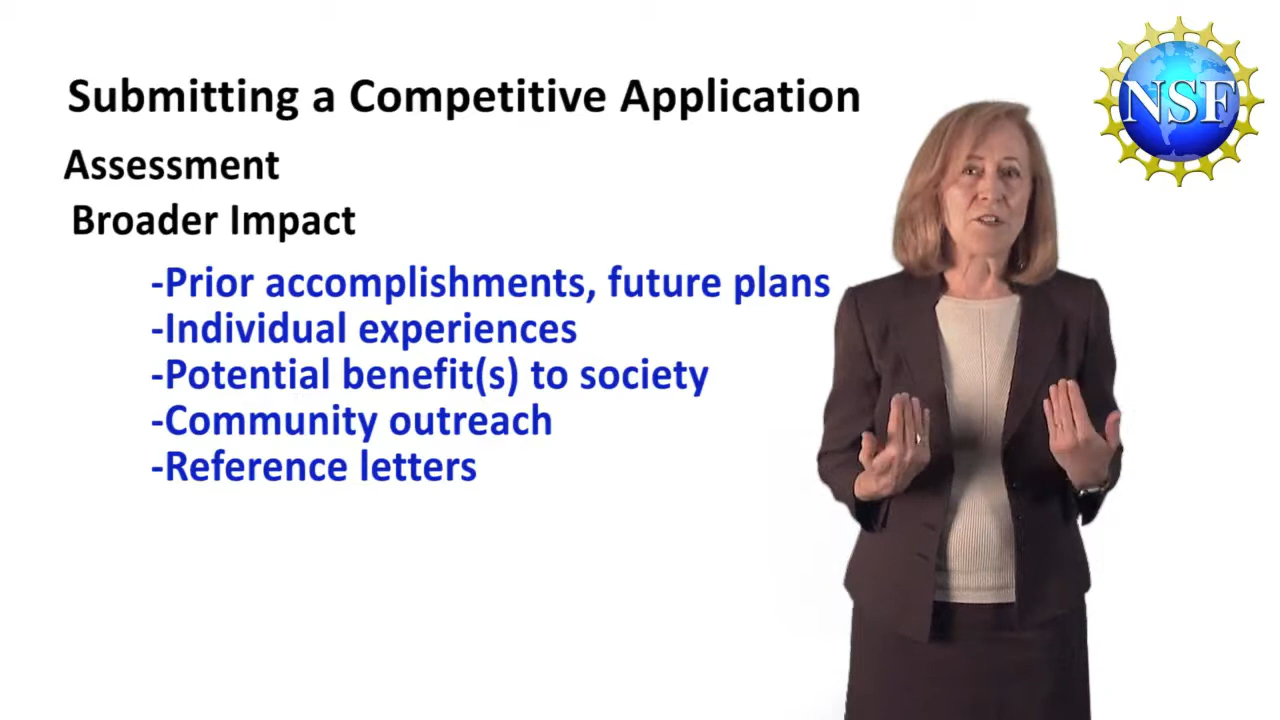 Submitting a Competitive Application
NSF
Assessment
Broader Impact
-Prior accomplishments, future plans
-Individual experiences
-Potential benefit(s) to society
-Community outreach
-Reference letters